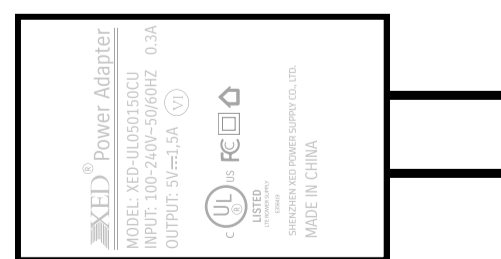 XED® Power Adapter
MODEL: XED-UL050150CU
INPUT: 100-240V~50/60HZ 0.3A
OUTPUT: 5V⎓1,5A VI
C UL US FC
LISTED
SHENZHEN XED POWER SUPPLY CO., LTD.
MADE IN CHINA